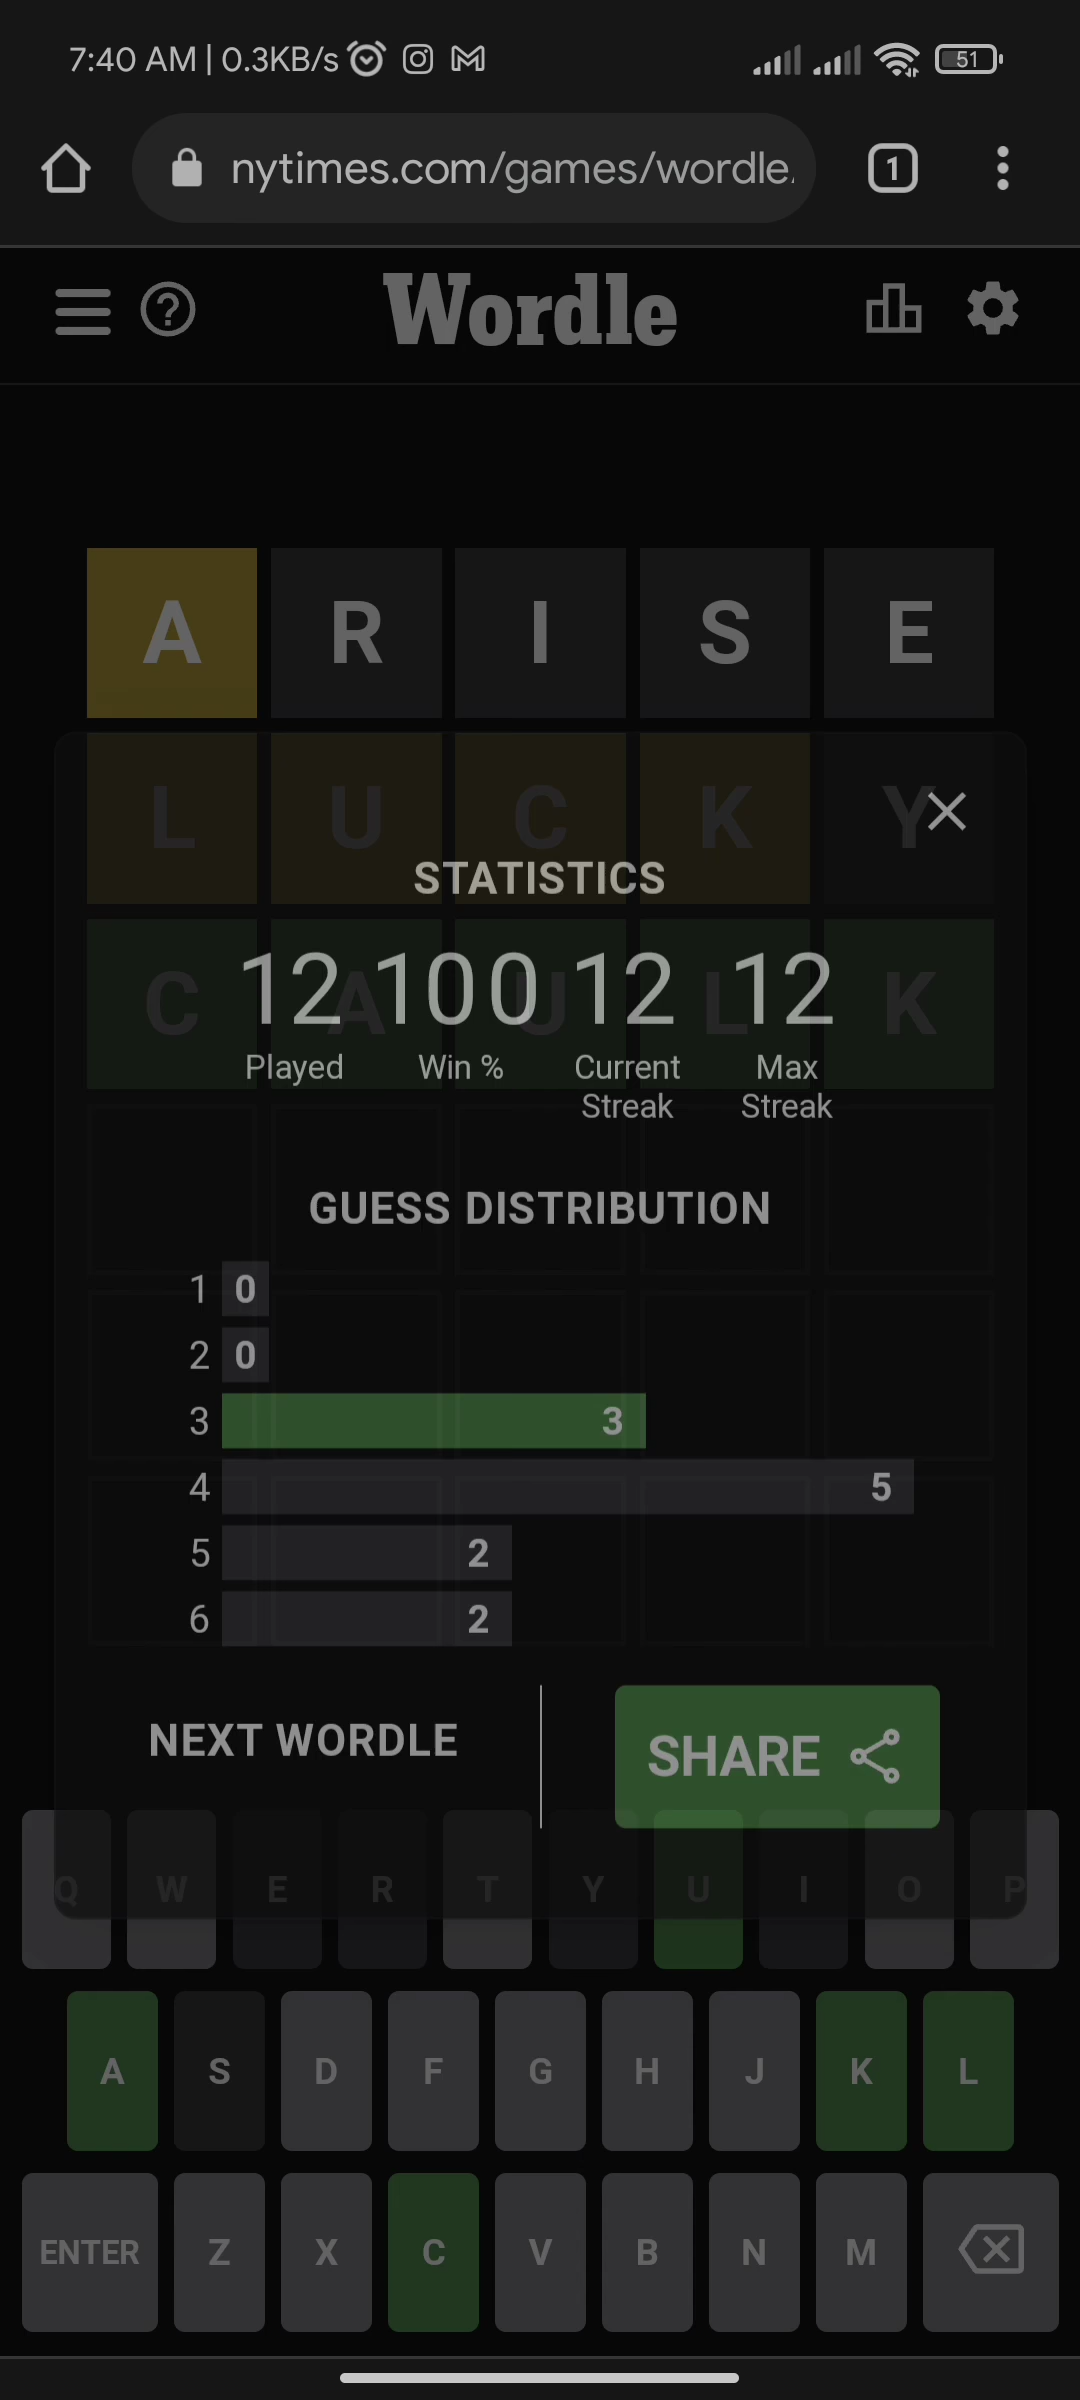 7:40 AM | 0.3KB/s
51
nytimes.com/games/wordle.
1
Wordle
A R I S E
L U C K Y
STATISTICS
C A U L K
12 100 12 12
Played Win % Current Streak Max Streak
GUESS DISTRIBUTION
1 0
2 0
3 3
4 5
5 2
6 2
NEXT WORDLE
SHARE
Q W E R T Y U I O P
A S D F G H J K L
ENTER Z X C V B N M